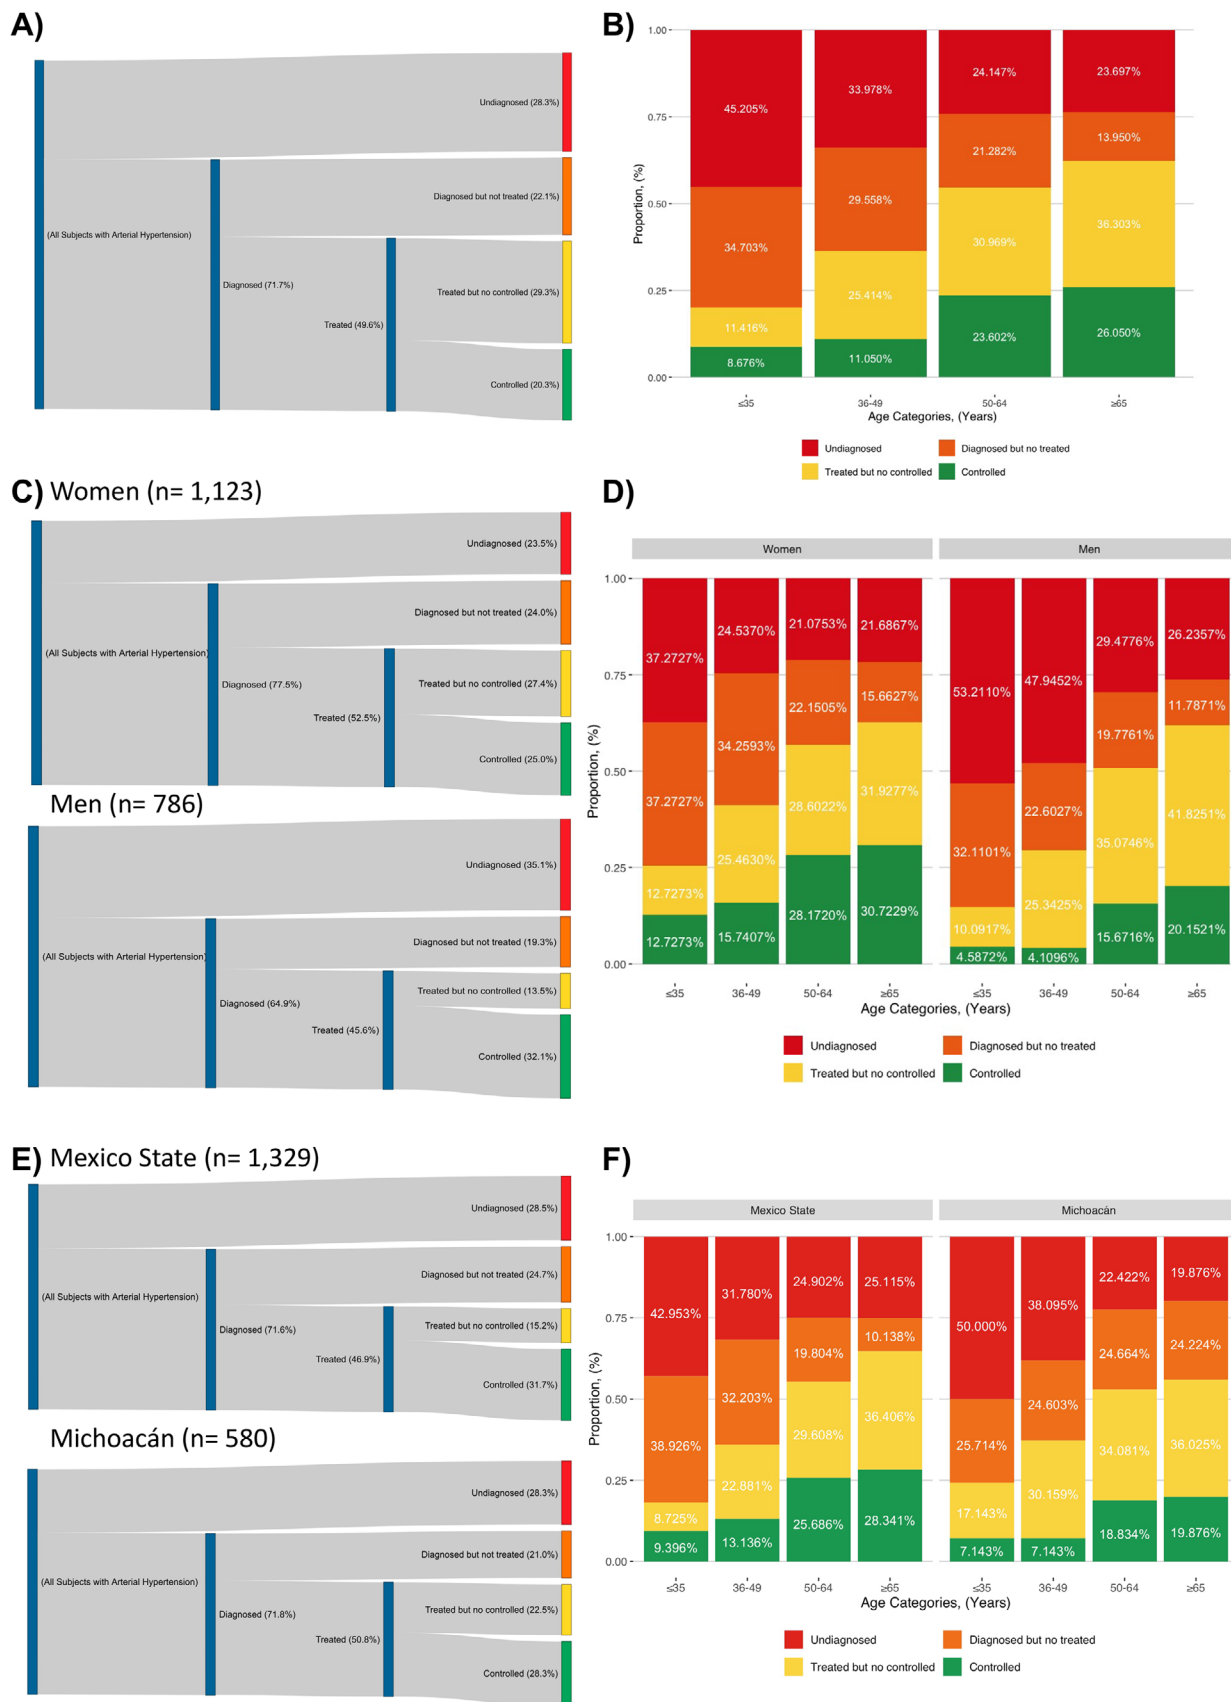 A)
Undiagnosed (28.3%)
Diagnosed but not treated (22.1%)
(All Subjects with Arterial Hypertension)
Diagnosed (71.7%)
Treated but no controlled (29.3%)
Treated (49.6%)
Controlled (20.3%)
B)
Proportion, (%)
1.00
0.75
0.50
0.25
0.00
45.205%
34.703%
11.416%
8.676%
33.978%
29.558%
25.414%
11.050%
24.147%
21.282%
30.969%
23.602%
23.697%
13.950%
36.303%
26.050%
≤35 36-49 50-64 ≥65
Age Categories, (Years)
Undiagnosed Diagnosed but no treated
Treated but no controlled Controlled
C) Women (n= 1,123)
Undiagnosed (23.5%)
Diagnosed but not treated (24.0%)
(All Subjects with Arterial Hypertension)
Diagnosed (77.5%)
Treated but no controlled (27.4%)
Treated (52.5%)
Controlled (25.0%)
Men (n= 786)
Undiagnosed (35.1%)
Diagnosed but not treated (19.3%)
(All Subjects with Arterial Hypertension)
Treated but no controlled (13.5%)
Diagnosed (64.9%)
Treated (45.6%)
Controlled (32.1%)
D)
Women Men
Proportion, (%)
1.00
0.75
0.50
0.25
0.00
37.2727%
37.2727%
12.7273%
12.7273%
24.5370%
34.2593%
25.4630%
15.7407%
21.0753%
22.1505%
28.6022%
28.1720%
21.6867%
15.6627%
31.9277%
30.7229%
53.2110%
32.1101%
10.0917%
4.5872%
47.9452%
22.6027%
25.3425%
4.1096%
29.4776%
19.7761%
35.0746%
15.6716%
26.2357%
11.7871%
41.8251%
20.1521%
≤35 36-49 50-64 ≥65 ≤35 36-49 50-64 ≥65
Age Categories, (Years)
Undiagnosed Diagnosed but no treated
Treated but no controlled Controlled
E) Mexico State (n= 1,329)
Undiagnosed (28.5%)
Diagnosed but not treated (24.7%)
(All Subjects with Arterial Hypertension)
Treated but no controlled (15.2%)
Diagnosed (71.6%)
Treated (46.9%)
Controlled (31.7%)
Michoacán (n= 580)
Undiagnosed (28.3%)
Diagnosed but not treated (21.0%)
(All Subjects with Arterial Hypertension)
Treated but no controlled (22.5%)
Diagnosed (71.8%)
Treated (50.8%)
Controlled (28.3%)
F)
Mexico State Michoacán
Proportion, (%)
1.00
0.75
0.50
0.25
0.00
42.953%
38.926%
8.725%
9.396%
31.780%
32.203%
22.881%
13.136%
24.902%
19.804%
29.608%
25.686%
25.115%
10.138%
36.406%
28.341%
50.000%
25.714%
17.143%
7.143%
38.095%
24.603%
30.159%
7.143%
22.422%
24.664%
34.081%
18.834%
19.876%
24.224%
36.025%
19.876%
≤35 36-49 50-64 ≥65 ≤35 36-49 50-64 ≥65
Age Categories, (Years)
Undiagnosed Diagnosed but no treated
Treated but no controlled Controlled